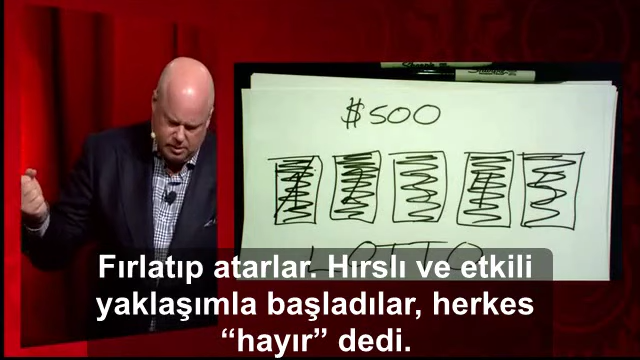 $500
LOTTO
Fırlatıp atarlar. Hırslı ve etkili
yaklaşımla başladılar, herkes
“hayır” dedi.